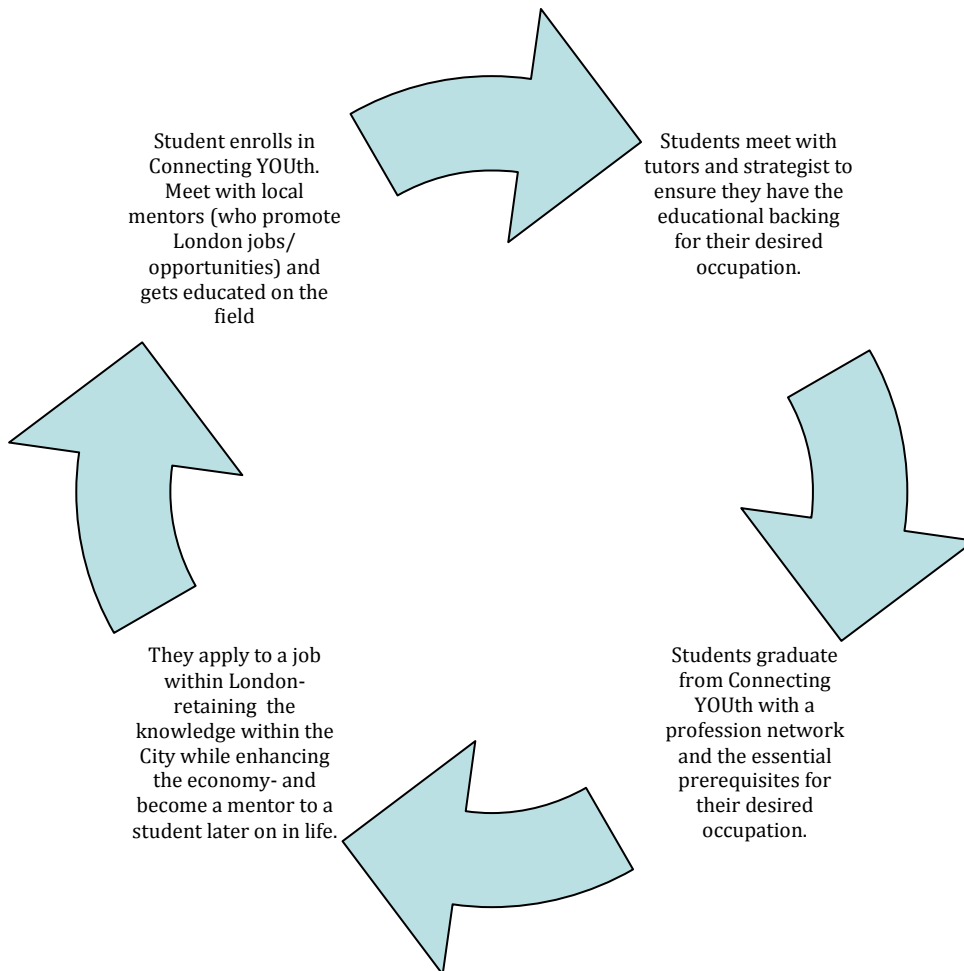 Student enrolls in
Connecting YOUth.
Meet with local
mentors (who promote
London jobs/
opportunities) and
gets educated on the
field
Students meet with
tutors and strategist to
ensure they have the
educational backing
for their desired
occupation.
Students graduate
from Connecting
YOUth with a
profession network
and the essential
prerequisites for
their desired
occupation.
They apply to a job
within London-
retaining the
knowledge within the
City while enhancing
the economy- and
become a mentor to a
student later on in life.